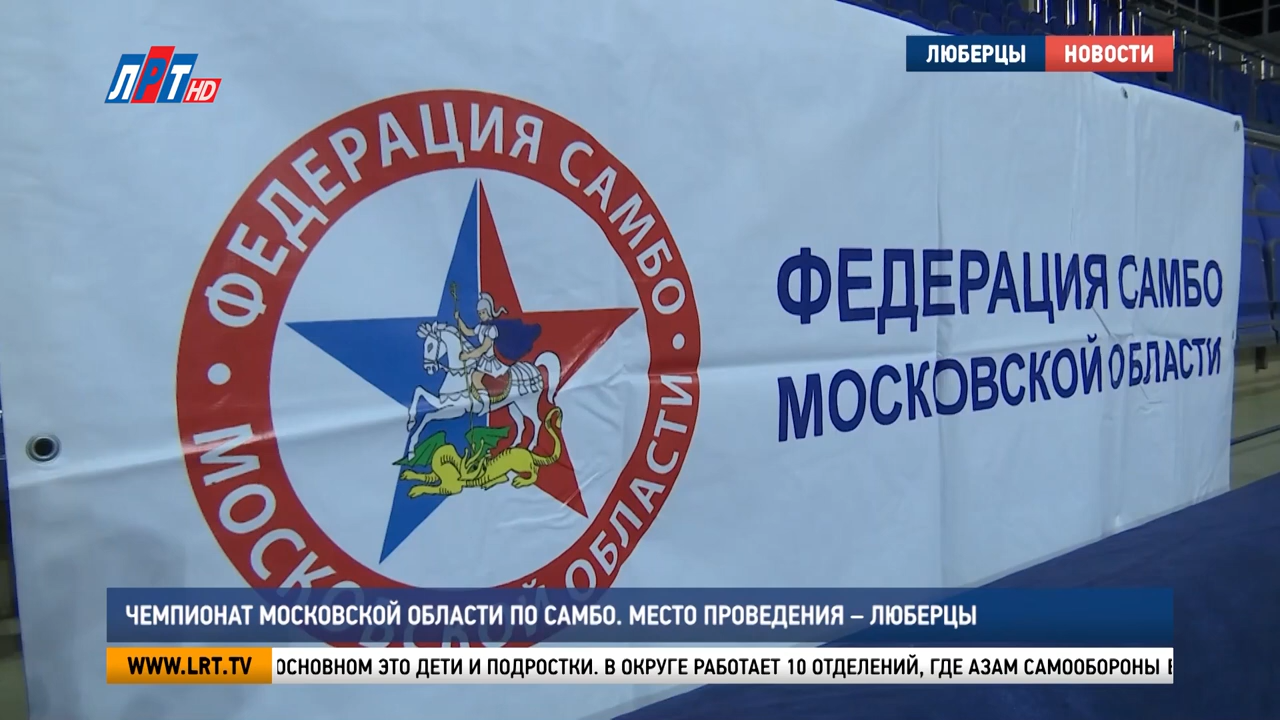 ЛРТ HD
ЛЮБЕРЦЫ НОВОСТИ
ФЕДЕРАЦИЯ САМБО
МОСКОВСКОЙ ОБЛАСТИ
ФЕДЕРАЦИЯ САМБО
МОСКОВСКОЙ ОБЛАСТИ
ЧЕМПИОНАТ МОСКОВСКОЙ ОБЛАСТИ ПО САМБО. МЕСТО ПРОВЕДЕНИЯ – ЛЮБЕРЦЫ
WWW.LRT.TV ОСНОВНОМ ЭТО ДЕТИ И ПОДРОСТКИ. В ОКРУГЕ РАБОТАЕТ 10 ОТДЕЛЕНИЙ, ГДЕ АЗАМ САМООБОРОНЫ